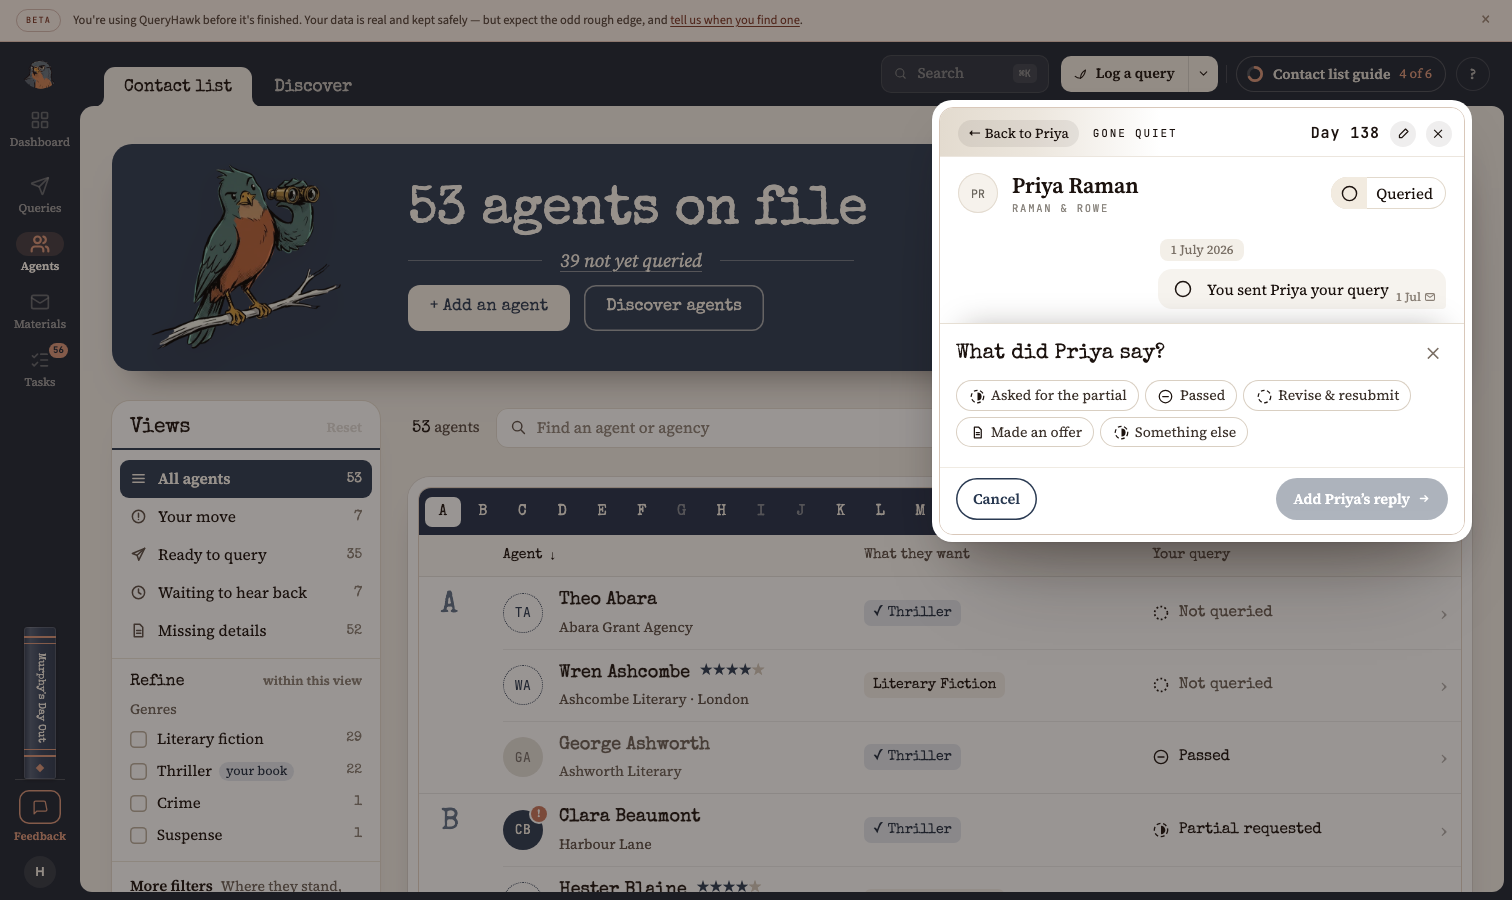 BETA You're using QueryHawk before it's finished. Your data is real and kept safely — but expect the odd rough edge, and tell us when you find one. ×
Contact list Discover
Search ⌘K
Log a query
Contact list guide 4 of 6
?
Dashboard
Queries
Agents
Materials
56
Tasks
Murphy's Day Out
Feedback
H
53 agents on file
39 not yet queried
+ Add an agent Discover agents
Views Reset
All agents 53
Your move 7
Ready to query 35
Waiting to hear back 7
Missing details 52
Refine within this view
Genres
Literary fiction 29
Thriller your book 22
Crime 1
Suspense 1
More filters Where they stand,
53 agents Find an agent or agency
A B C D E F G H I J K L M
Agent ↓ What they want Your query
A TA Theo Abara ✓ Thriller Not queried ›
Abara Grant Agency
WA Wren Ashcombe ★★★★★ Literary Fiction Not queried ›
Ashcombe Literary · London
GA George Ashworth ✓ Thriller Passed ›
Ashworth Literary
B CB ! Clara Beaumont ✓ Thriller Partial requested ›
Harbour Lane
Hester Blaine ★★★★★
← Back to Priya GONE QUIET Day 138 ×
PR Priya Raman Queried
RAMAN & ROWE
1 July 2026
You sent Priya your query 1 Jul
What did Priya say? ×
Asked for the partial Passed Revise & resubmit
Made an offer Something else
Cancel Add Priya's reply →